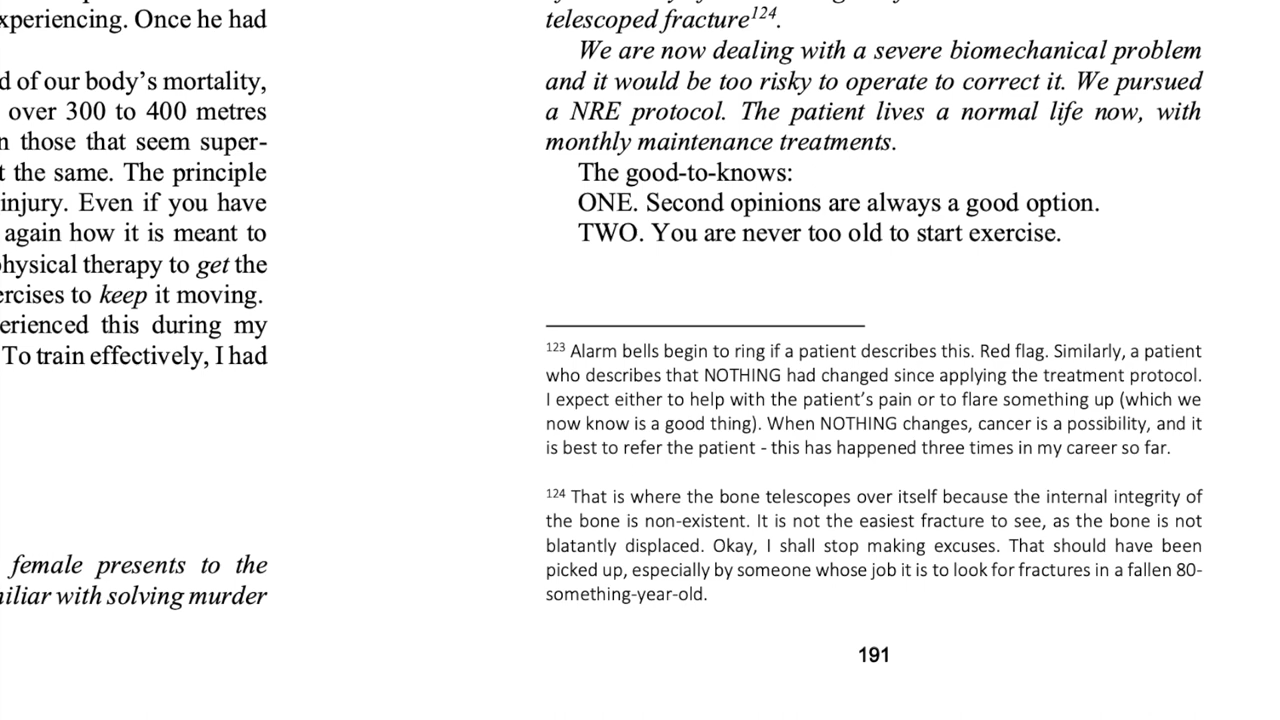 xperiencing. Once he had
d of our body’s mortality,
over 300 to 400 metres
n those that seem super-
t the same. The principle
injury. Even if you have
again how it is meant to
physical therapy to get the
ercises to keep it moving.
erienced this during my
To train effectively, I had
female presents to the
niliar with solving murder
telescoped fracture¹²⁴.
We are now dealing with a severe biomechanical problem
and it would be too risky to operate to correct it. We pursued
a NRE protocol. The patient lives a normal life now, with
monthly maintenance treatments.
The good-to-knows:
ONE. Second opinions are always a good option.
TWO. You are never too old to start exercise.
¹²³ Alarm bells begin to ring if a patient describes this. Red flag. Similarly, a patient
who describes that NOTHING had changed since applying the treatment protocol.
I expect either to help with the patient’s pain or to flare something up (which we
now know is a good thing). When NOTHING changes, cancer is a possibility, and it
is best to refer the patient - this has happened three times in my career so far.
¹²⁴ That is where the bone telescopes over itself because the internal integrity of
the bone is non-existent. It is not the easiest fracture to see, as the bone is not
blatantly displaced. Okay, I shall stop making excuses. That should have been
picked up, especially by someone whose job it is to look for fractures in a fallen 80-
something-year-old.
191